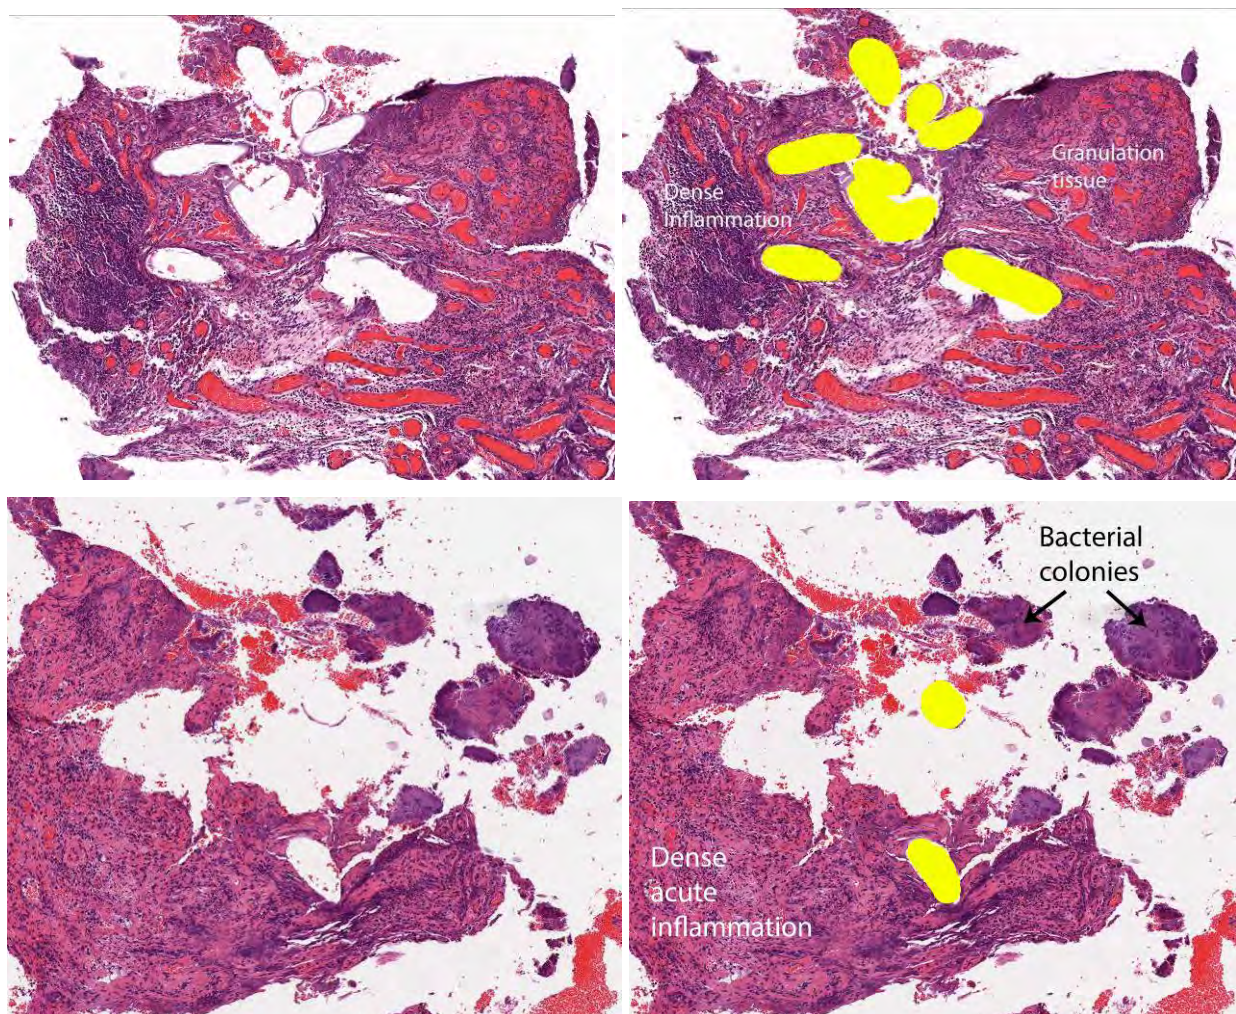 Granulation
tissue
Dense
Inflammation
Bacterial
colonies
Dense
acute
inflammation